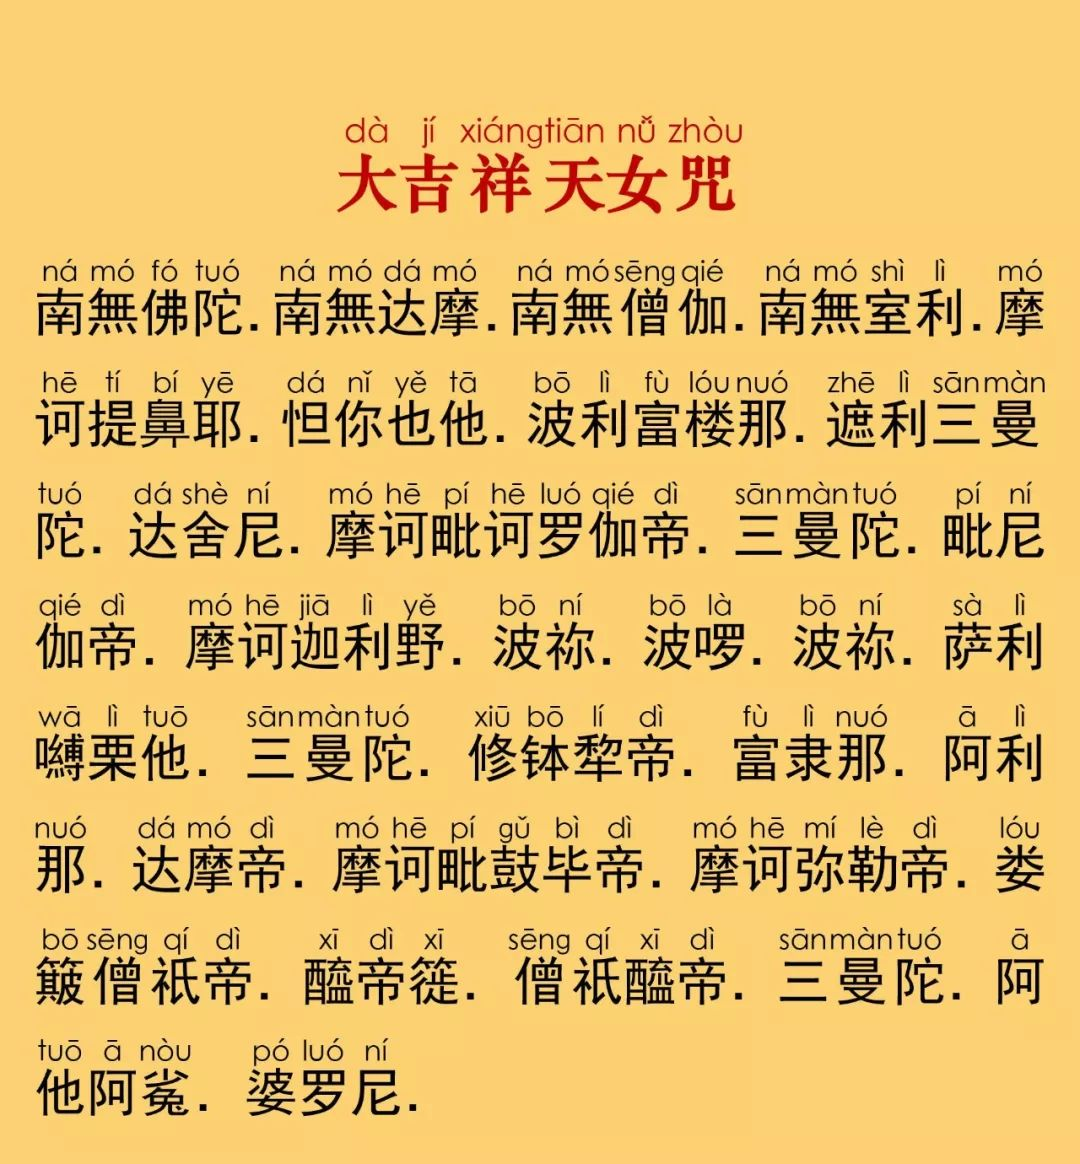 dà jí xiángtiān nǚ zhòu
大吉祥天女咒
ná mó fó tuó ná mó dá mó ná mó sēng qié ná mó shì lì mó
南無佛陀.南無达摩.南無僧伽.南無室利.摩
hē tí bí yē dá nǐ yě tā bō lì fù lóu nuó zhē lì sān màn
诃提鼻耶.怛你也他.波利富楼那.遮利三曼
tuó dá shè ní mó hē pí hē luó qié dì sān màn tuó pí ní
陀.达舍尼.摩诃毗诃罗伽帝.三曼陀.毗尼
qié dì mó hē jiā lì yě bō ní bō là bō ní sà lì
伽帝.摩诃迦利野.波祢.波啰.波祢.萨利
wā lì tuō sān màn tuó xiū bō lí dì fù lì nuó ā lì
嚩栗他.三曼陀.修钵犂帝.富隶那.阿利
nuó dá mó dì mó hē pí gǔ bì dì mó hē mí lè dì lóu
那.达摩帝.摩诃毗鼓毕帝.摩诃弥勒帝.娄
bō sēng qí dì xī dì xī sēng qí xī dì sān màn tuó ā
簸僧祇帝.醯帝簁.僧祇醯帝.三曼陀.阿
tuō ā nòu pó luó ní
他阿㝹.婆罗尼.